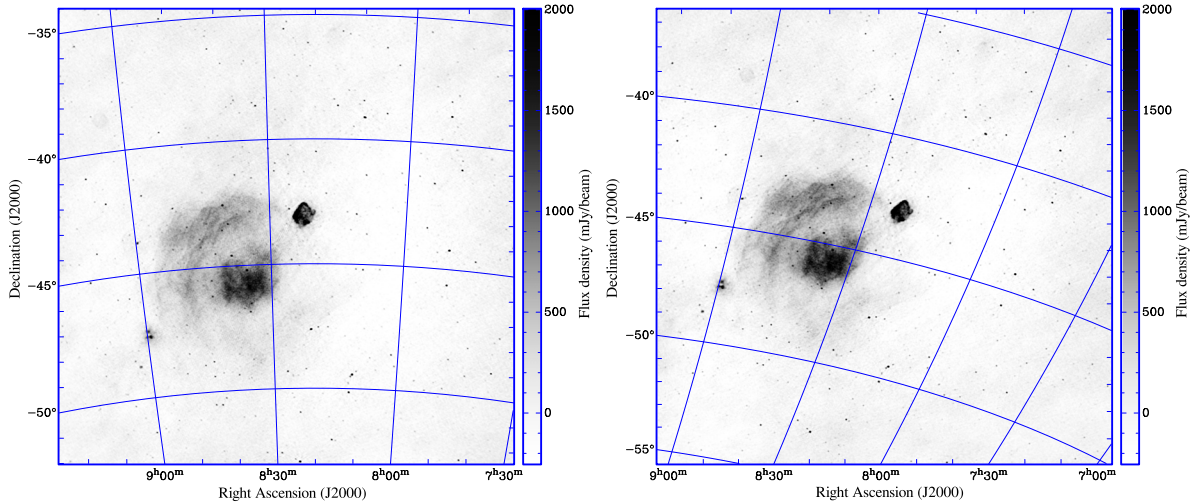 −35°
−40°
−45°
−50°
Declination (J2000)
9ʰ00ᵐ
8ʰ30ᵐ
8ʰ00ᵐ
7ʰ30ᵐ
Right Ascension (J2000)
2000
1500
1000
500
0
Flux density (mJy/beam)
−40°
−45°
−50°
−55°
Declination (J2000)
9ʰ00ᵐ
8ʰ30ᵐ
8ʰ00ᵐ
7ʰ30ᵐ
7ʰ00ᵐ
Right Ascension (J2000)
2000
1500
1000
500
0
Flux density (mJy/beam)